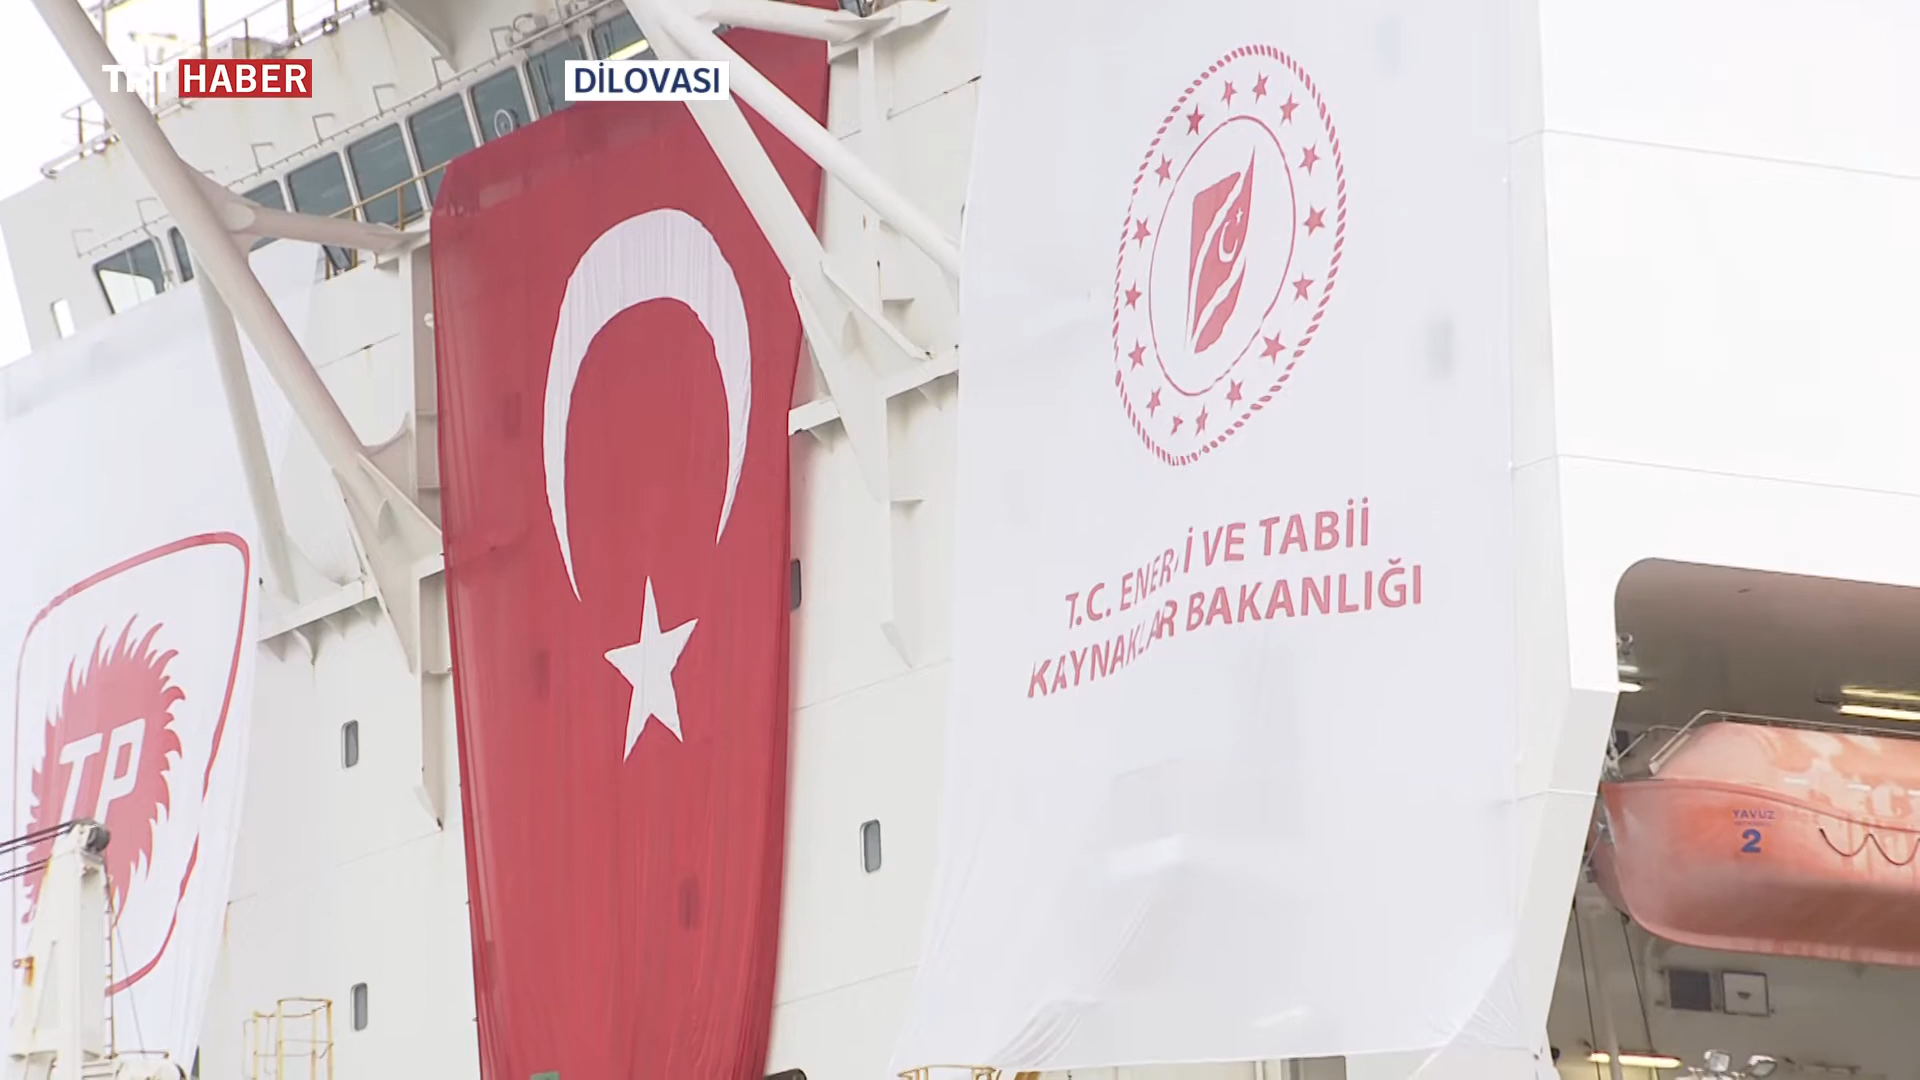 TRT HABER
DİLOVASI
T.C. ENERJİ VE TABİİ
KAYNAKLAR BAKANLIĞI
TP
YAVUZ
2